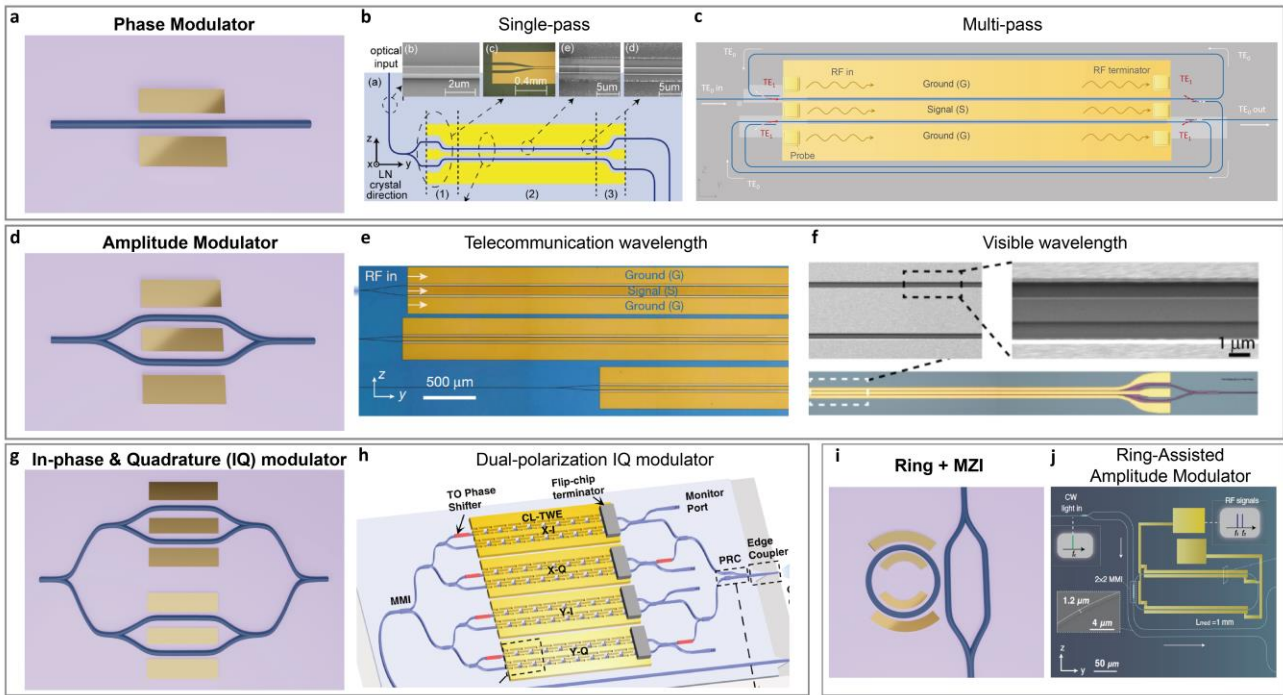 a
Phase Modulator
b
Single-pass
optical
input
(a)
(b)
2um
(c)
0.4mm
(e)
5um
(d)
5um
z
x
y
LN
crystal
direction
(1)
(2)
(3)
c
Multi-pass
TE₀
TE₀
TE₀ in
TE₁
RF in
Ground (G)
RF terminator
TE₁
Signal (S)
TE₀ out
TE₁
Ground (G)
TE₁
Probe
TE₀
TE₀
d
Amplitude Modulator
e
Telecommunication wavelength
RF in
Ground (G)
Signal (S)
Ground (G)
z
y
500 μm
f
Visible wavelength
1 μm
g
In-phase & Quadrature (IQ) modulator
h
Dual-polarization IQ modulator
TO Phase
Shifter
Flip-chip
terminator
Monitor
Port
CL-TWE
X-I
X-Q
Y-I
Y-Q
MMI
PRC
Edge
Coupler
i
Ring + MZI
j
Ring-Assisted
Amplitude Modulator
CW
light in
RF signals
2×2 MMI
1.2 μm
4 μm
Lmod =1 mm
z
y
50 μm